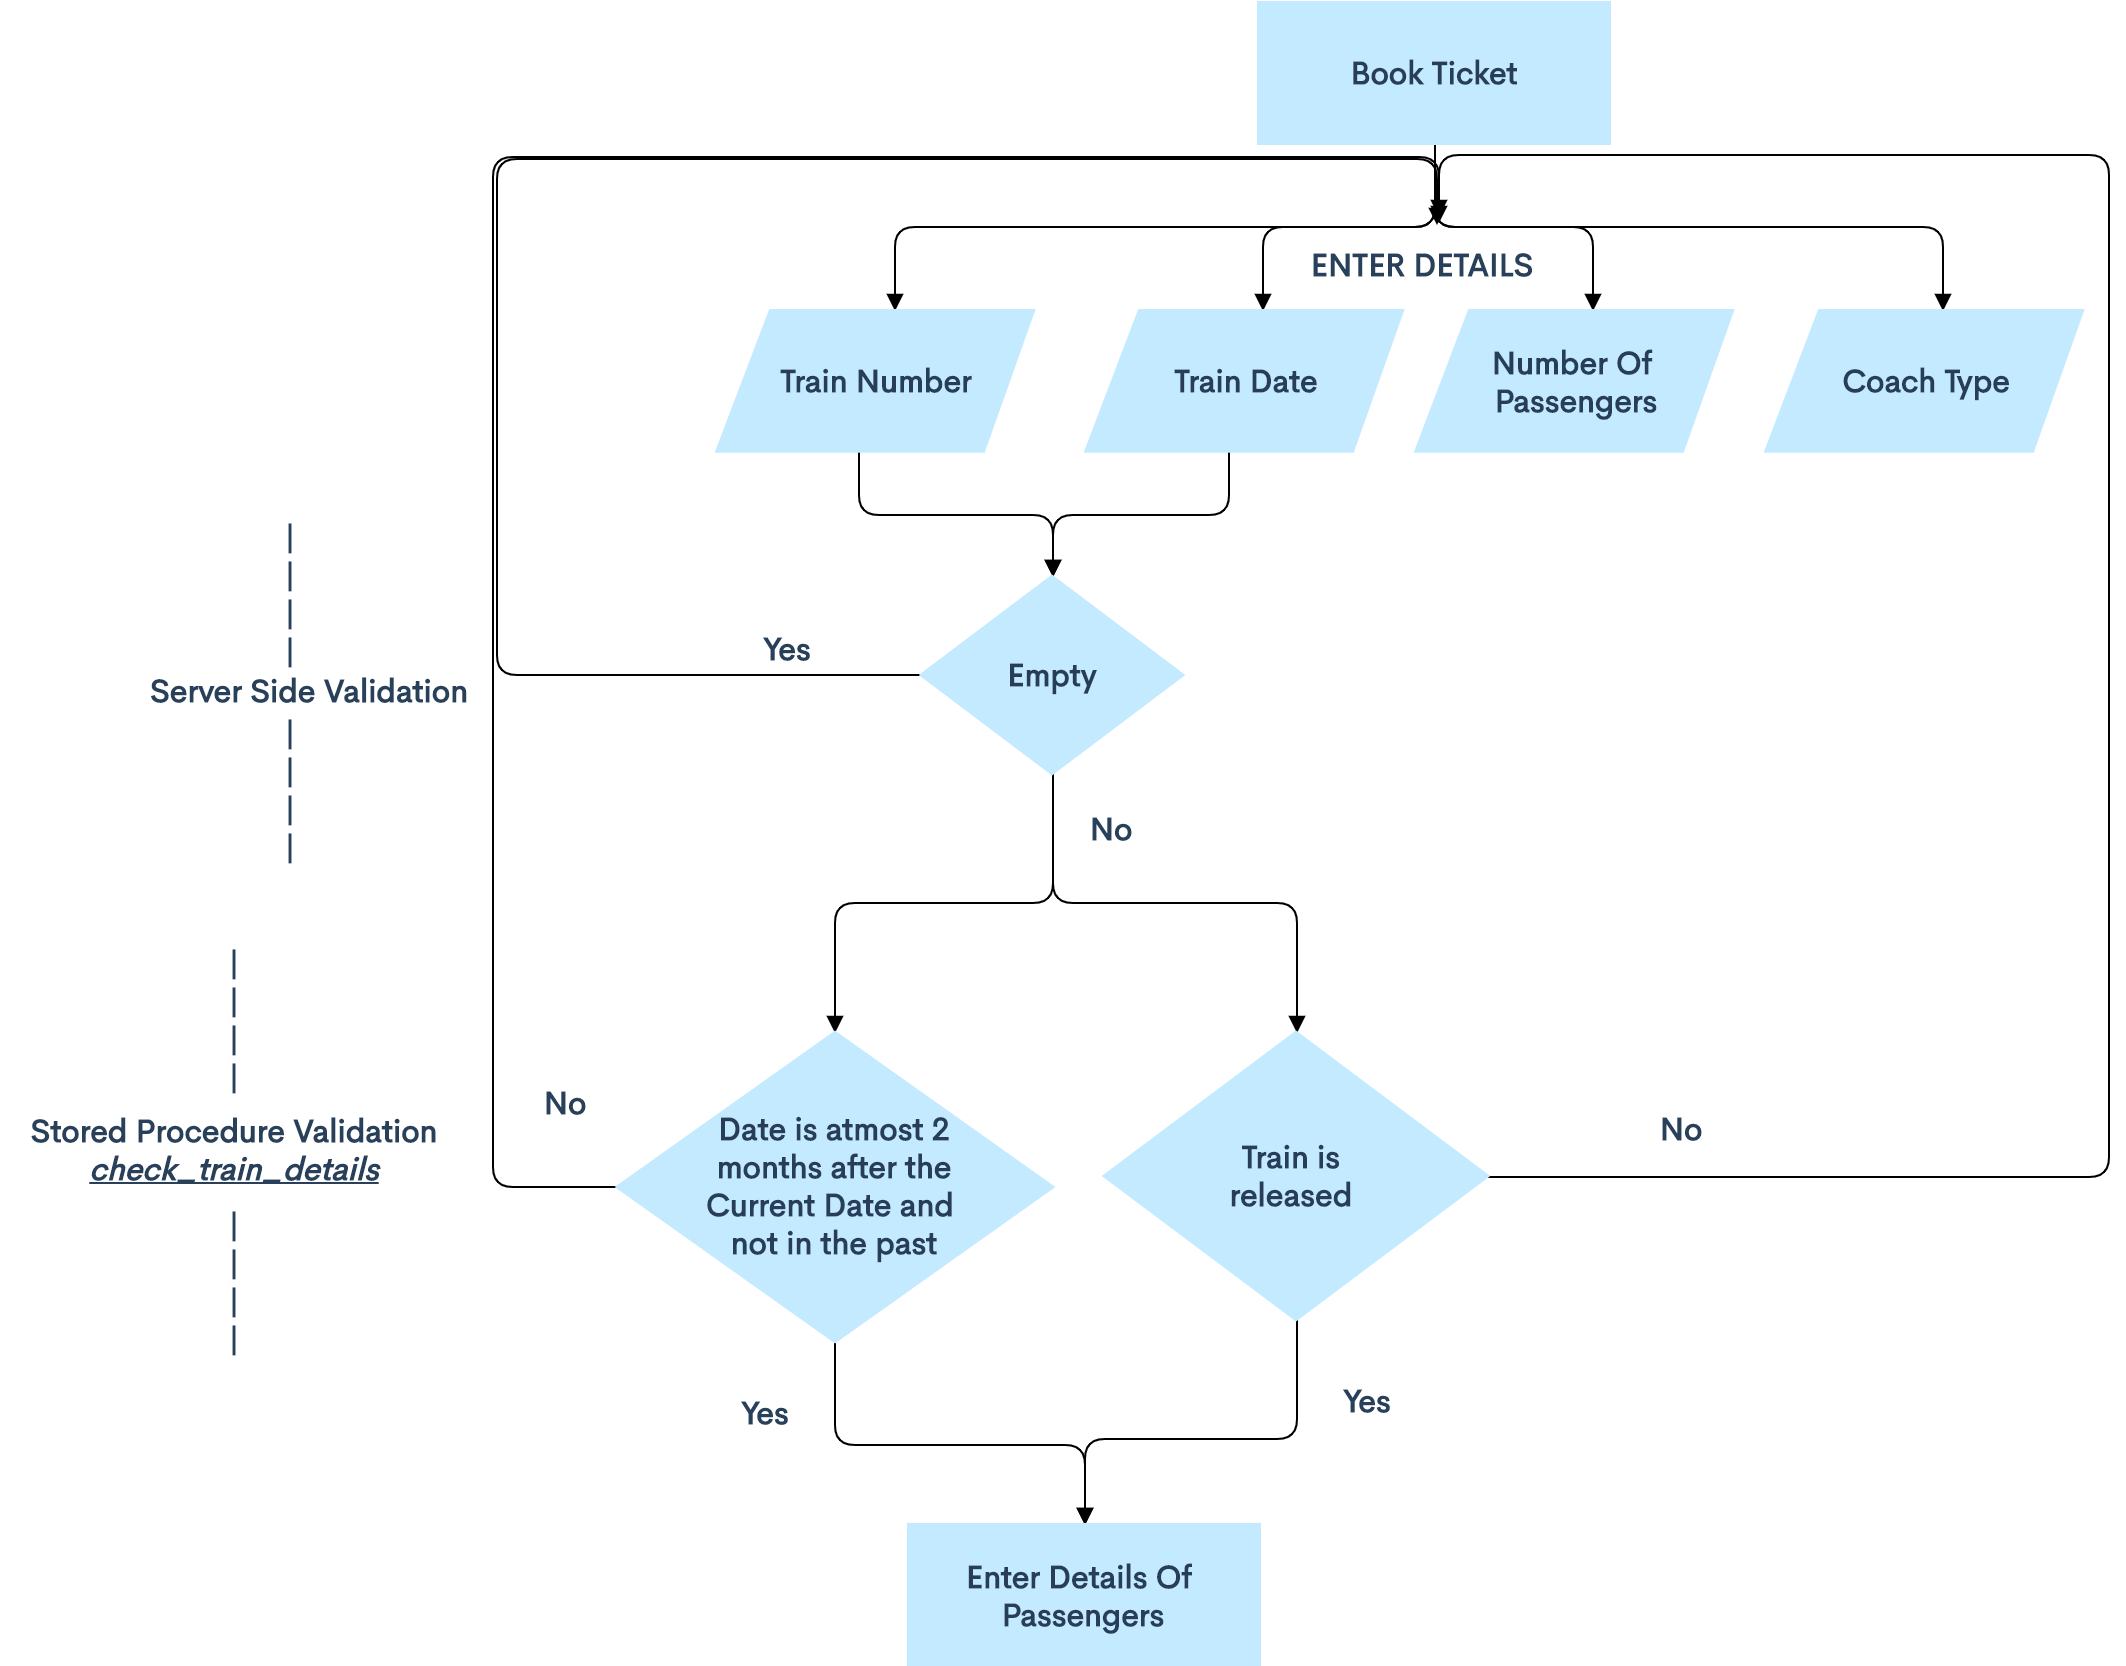 Book Ticket
ENTER DETAILS
Train Number
Train Date
Number Of
Passengers
Coach Type
Yes
Empty
Server Side Validation
No
No
Stored Procedure Validation
check_train_details
Date is atmost 2
months after the
Current Date and
not in the past
Train is
released
No
Yes
Yes
Enter Details Of
Passengers